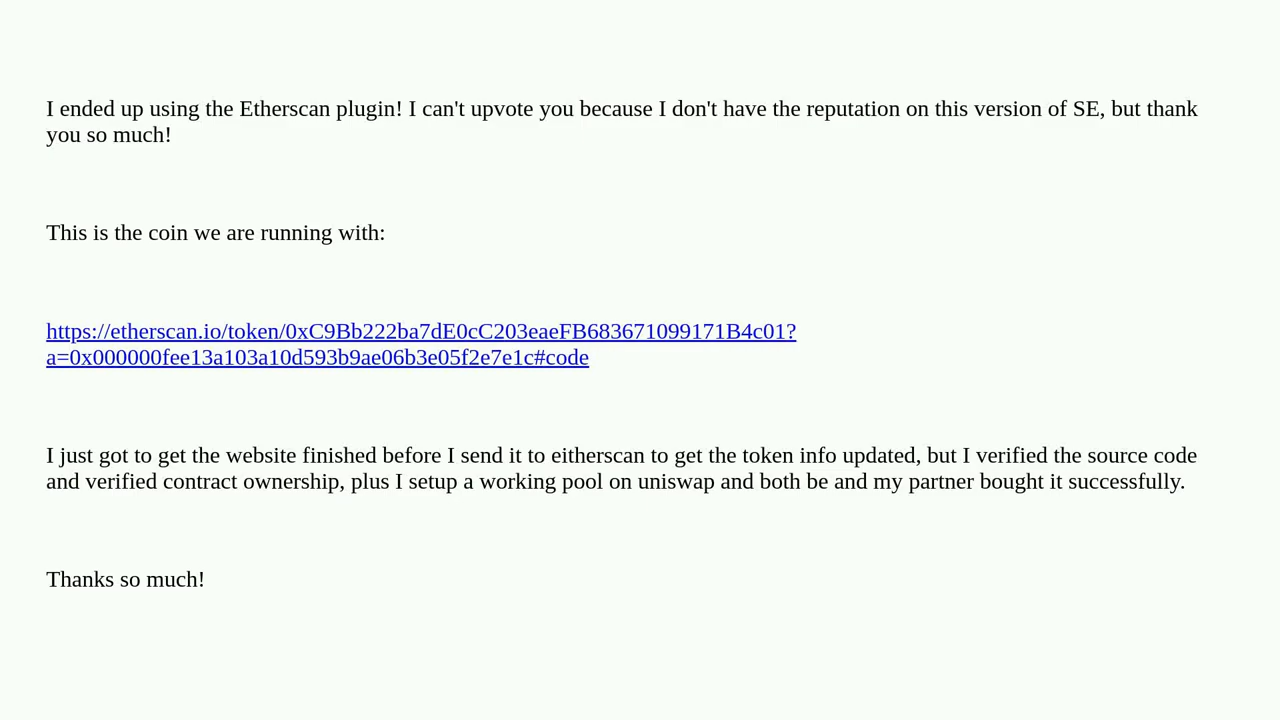 I ended up using the Etherscan plugin! I can't upvote you because I don't have the reputation on this version of SE, but thank
you so much!
This is the coin we are running with:
https://etherscan.io/token/0xC9Bb222ba7dE0cC203eaeFB683671099171B4c01?
a=0x000000fee13a103a10d593b9ae06b3e05f2e7e1c#code
I just got to get the website finished before I send it to eitherscan to get the token info updated, but I verified the source code
and verified contract ownership, plus I setup a working pool on uniswap and both be and my partner bought it successfully.
Thanks so much!